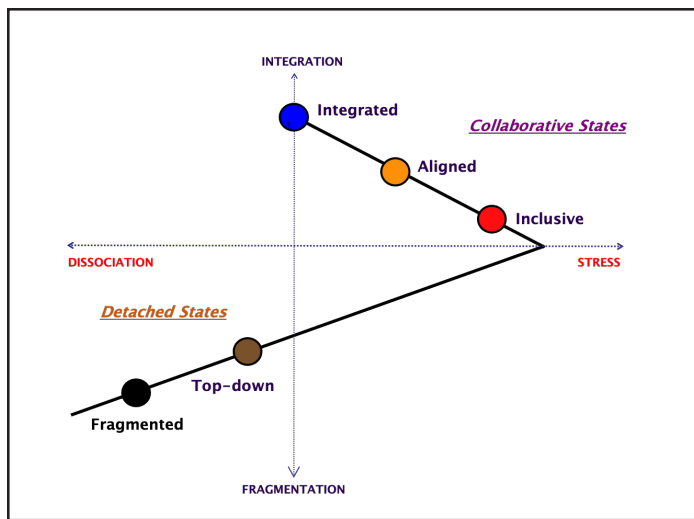 INTEGRATION
Integrated
Collaborative States
Aligned
Inclusive
DISSOCIATION
STRESS
Detached States
Top-down
Fragmented
FRAGMENTATION